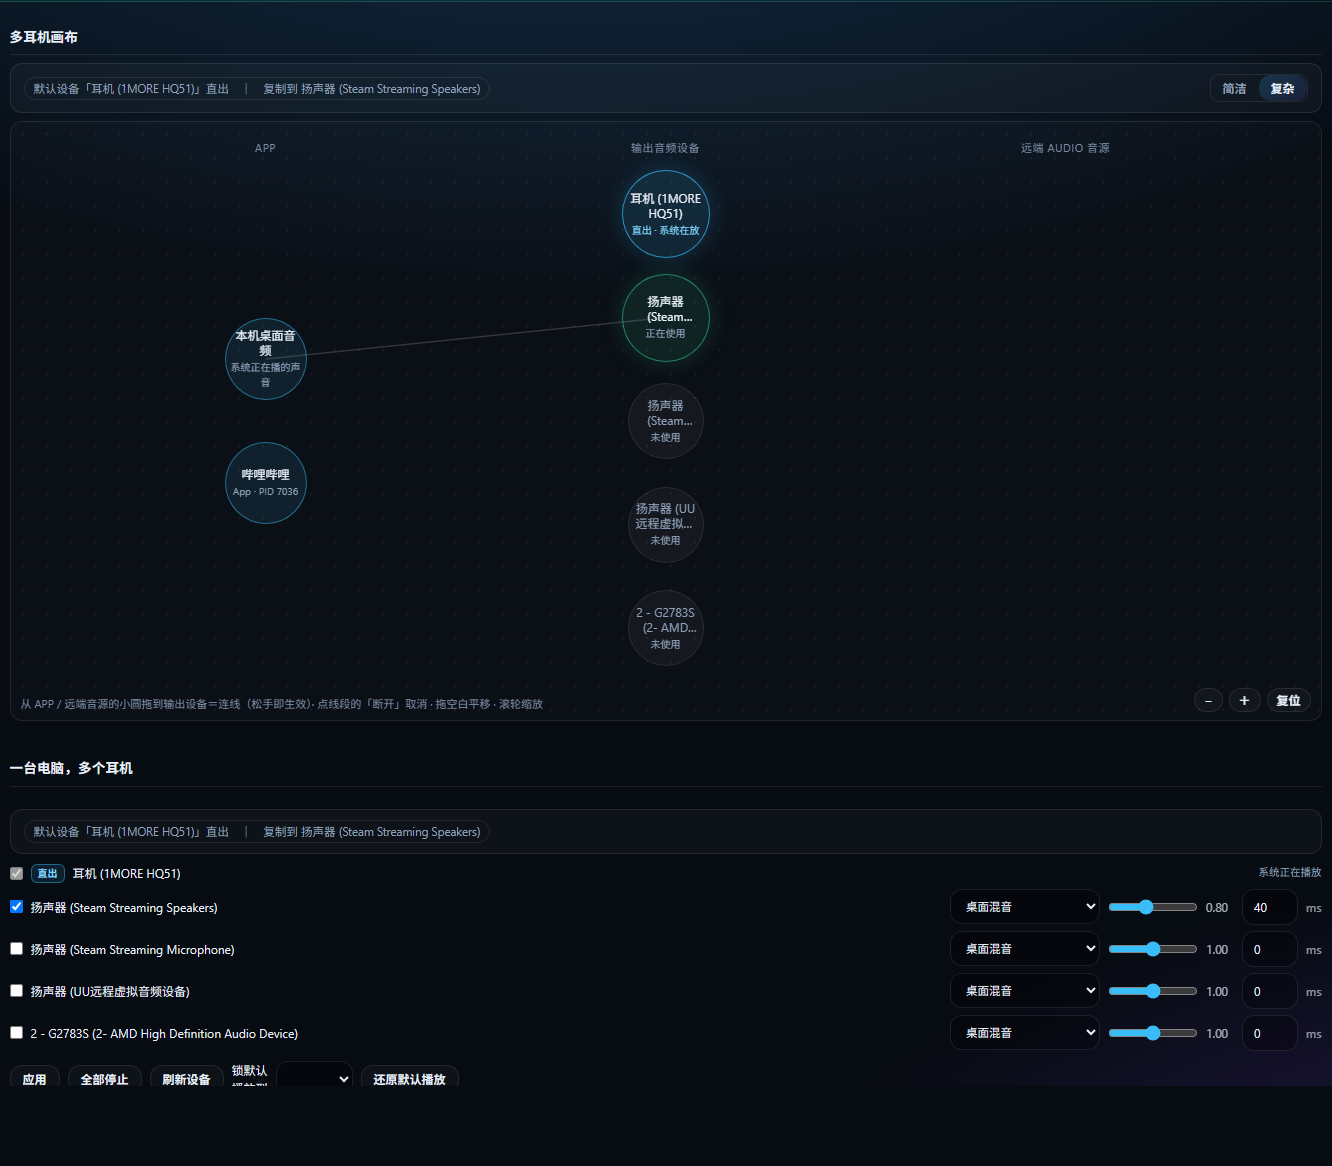 多耳机画布
默认设备「耳机 (1MORE HQ51)」直出 | 复制到 扬声器 (Steam Streaming Speakers)
简洁 复杂
APP 输出音频设备 远端 AUDIO 音源
耳机 (1MORE
HQ51)
直出 · 系统在放
扬声器
(Steam...
正在使用
本机桌面音
频
系统正在播的声
音
扬声器
(Steam...
未使用
哔哩哔哩
App · PID 7036
扬声器 (UU
远程虚拟...
未使用
2 - G2783S
(2- AMD...
未使用
从 APP / 远端音源的小圆拖到输出设备＝连线（松手即生效）· 点线段的「断开」取消 · 拖空白平移 · 滚轮缩放
− + 复位
一台电脑，多个耳机
默认设备「耳机 (1MORE HQ51)」直出 | 复制到 扬声器 (Steam Streaming Speakers)
直出 耳机 (1MORE HQ51) 系统正在播放
扬声器 (Steam Streaming Speakers) 桌面混音 0.80 40 ms
扬声器 (Steam Streaming Microphone) 桌面混音 1.00 0 ms
扬声器 (UU远程虚拟音频设备) 桌面混音 1.00 0 ms
2 - G2783S (2- AMD High Definition Audio Device) 桌面混音 1.00 0 ms
应用 全部停止 刷新设备 锁默认 还原默认播放